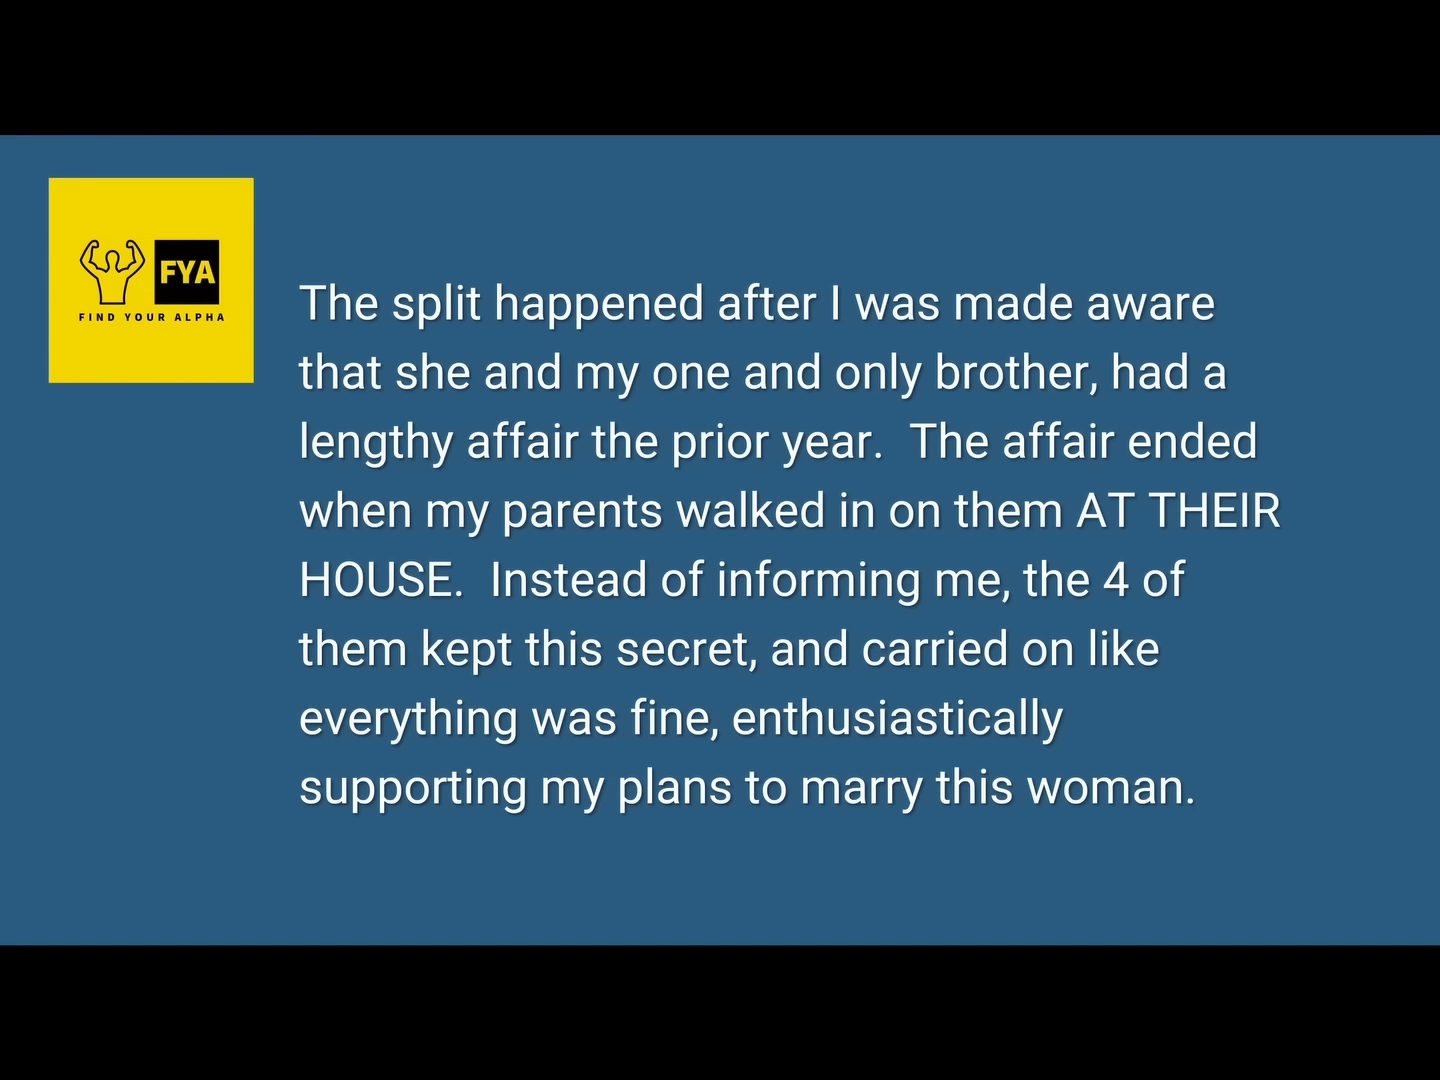 FYA
FIND YOUR ALPHA
The split happened after I was made aware
that she and my one and only brother, had a
lengthy affair the prior year.  The affair ended
when my parents walked in on them AT THEIR
HOUSE.  Instead of informing me, the 4 of
them kept this secret, and carried on like
everything was fine, enthusiastically
supporting my plans to marry this woman.